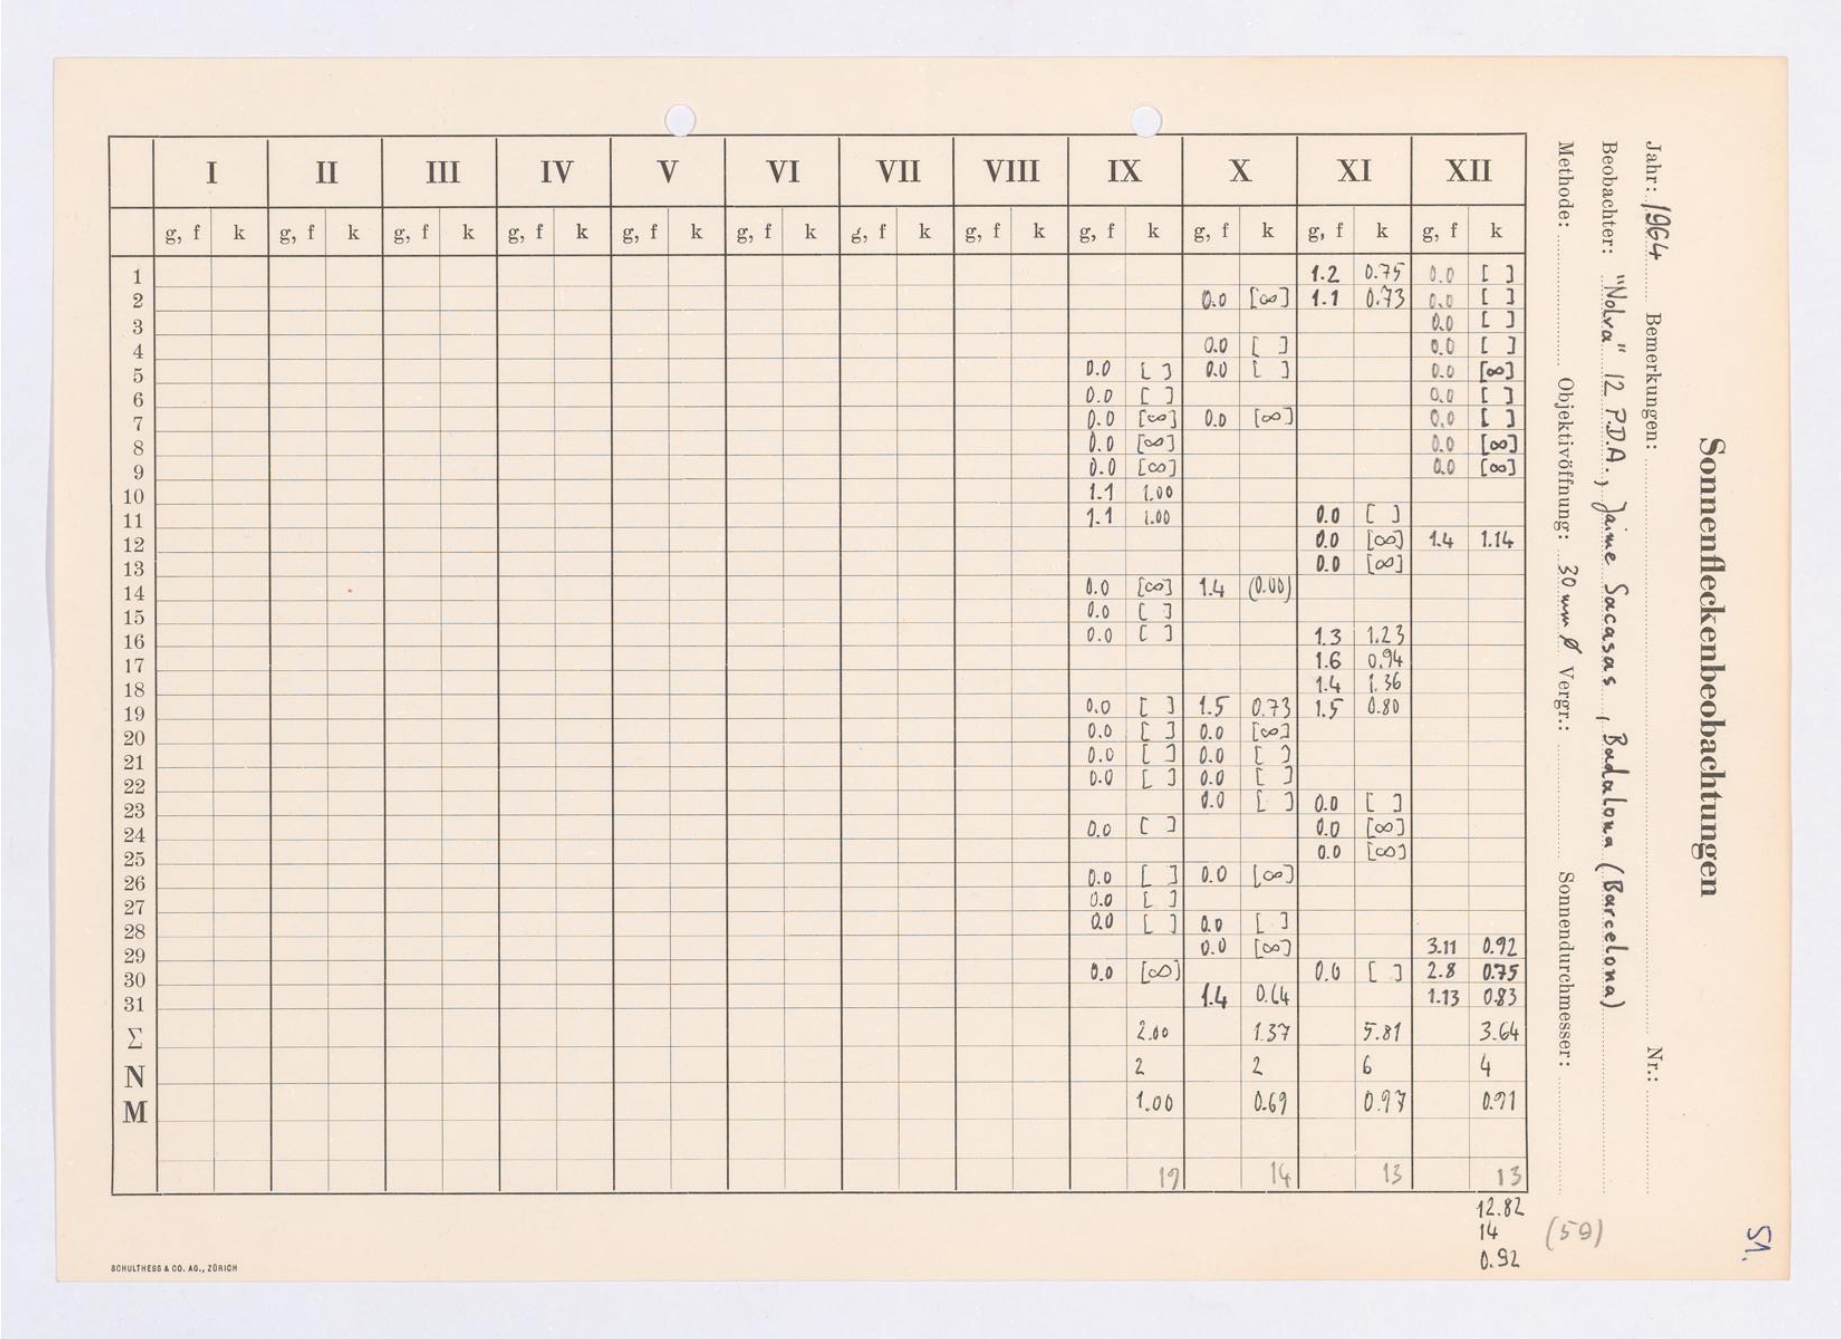 I II III IV V VI VII VIII IX X XI XII
g, f k g, f k g, f k g, f k g, f k g, f k g, f k g, f k g, f k g, f k g, f k g, f k
1 1.2 0.75 0.0 [ ]
2 0.0 [∞] 1.1 0.73 0.0 [ ]
3 0.0 [ ]
4 0.0 [ ] 0.0 [ ]
5 0.0 [ ] 0.0 [ ] 0.0 [∞]
6 0.0 [ ] 0.0 [ ]
7 0.0 [∞] 0.0 [∞] 0.0 [ ]
8 0.0 [∞] 0.0 [∞]
9 0.0 [∞] 0.0 [∞]
10 1.1 1.00
11 1.1 1.00 0.0 [ ]
12 0.0 [∞] 1.4 1.14
13 0.0 [∞]
14 0.0 [∞] 1.4 (0.00)
15 0.0 [ ]
16 0.0 [ ] 1.3 1.23
17 1.6 0.94
18 1.4 1.36
19 0.0 [ ] 1.5 0.73 1.5 0.80
20 0.0 [ ] 0.0 [∞]
21 0.0 [ ] 0.0 [ ]
22 0.0 [ ] 0.0 [ ]
23 0.0 [ ] 0.0 [ ]
24 0.0 [ ] 0.0 [∞]
25 0.0 [∞]
26 0.0 [ ] 0.0 [∞]
27 0.0 [ ]
28 0.0 [ ] 0.0 [ ]
29 0.0 [∞] 3.11 0.92
30 0.0 [∞] 0.0 [ ] 2.8 0.75
31 1.4 0.64 1.13 0.83
Σ 2.00 1.37 5.81 3.64
N 2 2 6 4
M 1.00 0.69 0.97 0.91
19 14 13 13
12.82
14
0.92
(59)
SCHULTHESS & CO. AG., ZÜRICH
Sonnenfleckenbeobachtungen
Jahr: 1964 Bemerkungen: Nr.:
Beobachter: "Nolva" 12 P.D.A., Jaime Sacasas, Badalona (Barcelona)
Methode: Objektivöffnung: 30 mm ø Vergr.: Sonnendurchmesser:
51.